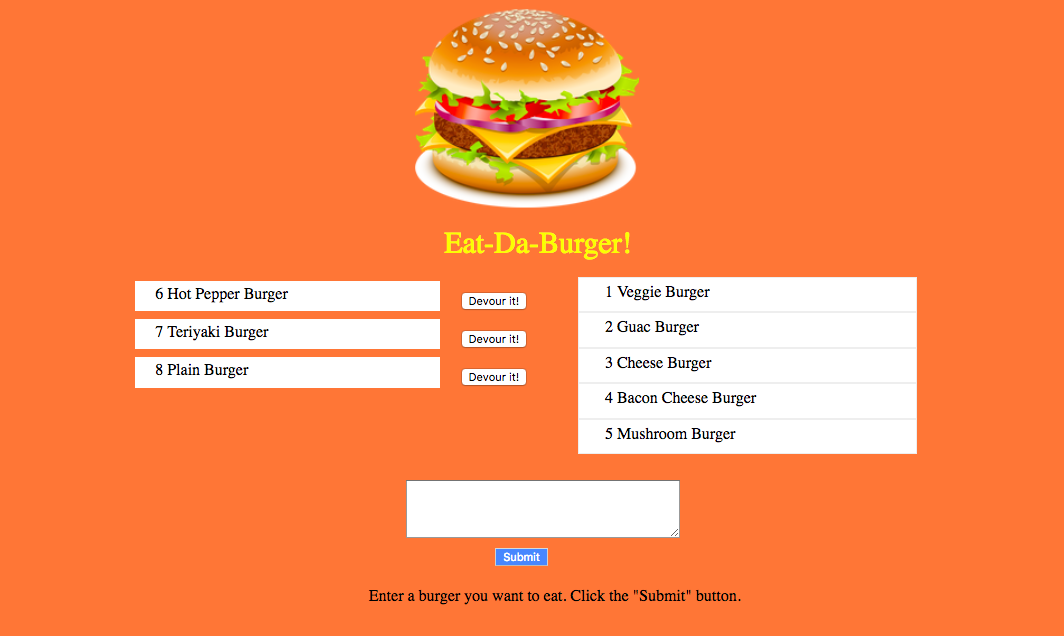 Eat-Da-Burger!
6 Hot Pepper Burger
Devour it!
7 Teriyaki Burger
Devour it!
8 Plain Burger
Devour it!
1 Veggie Burger
2 Guac Burger
3 Cheese Burger
4 Bacon Cheese Burger
5 Mushroom Burger
Submit
Enter a burger you want to eat. Click the "Submit" button.